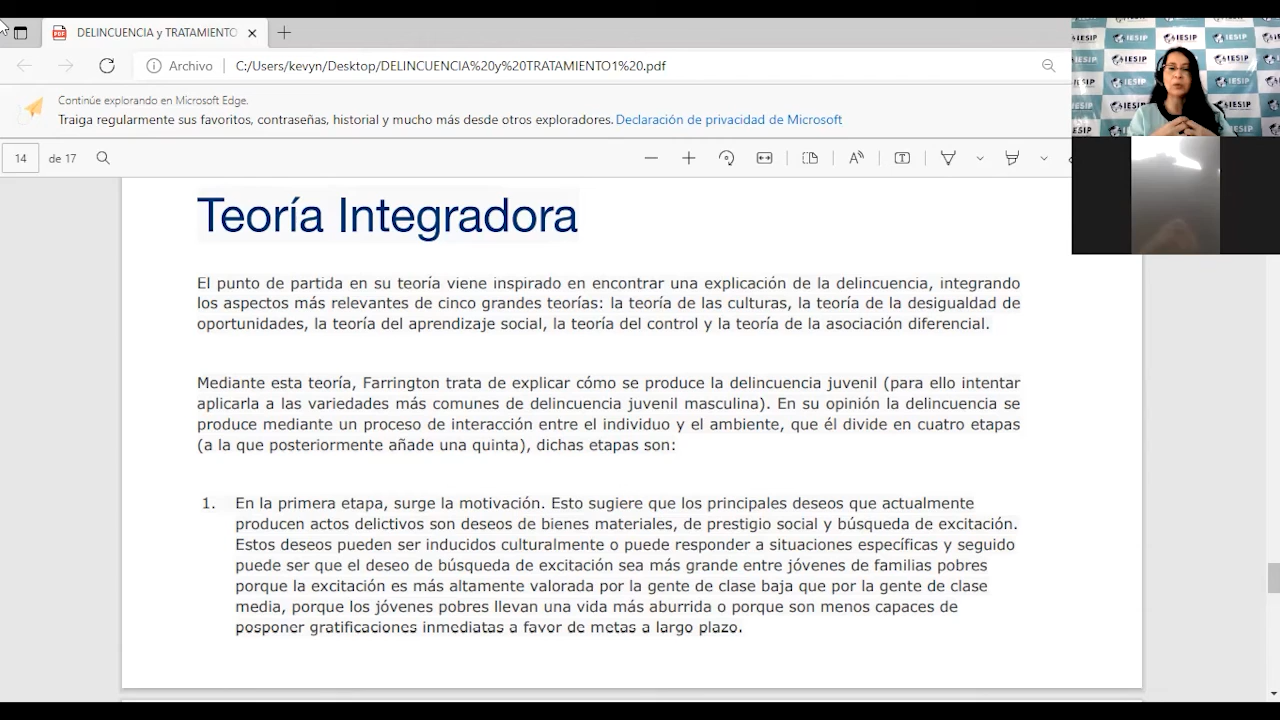 DELINCUENCIA y TRATAMIENTO
Archivo
C:/Users/kevyn/Desktop/DELINCUENCIA%20y%20TRATAMIENTO1%20.pdf
Continúe explorando en Microsoft Edge.
Traiga regularmente sus favoritos, contraseñas, historial y mucho más desde otros exploradores. Declaración de privacidad de Microsoft
14 de 17
Teoría Integradora
El punto de partida en su teoría viene inspirado en encontrar una explicación de la delincuencia, integrando
los aspectos más relevantes de cinco grandes teorías: la teoría de las culturas, la teoría de la desigualdad de
oportunidades, la teoría del aprendizaje social, la teoría del control y la teoría de la asociación diferencial.
Mediante esta teoría, Farrington trata de explicar cómo se produce la delincuencia juvenil (para ello intentar
aplicarla a las variedades más comunes de delincuencia juvenil masculina). En su opinión la delincuencia se
produce mediante un proceso de interacción entre el individuo y el ambiente, que él divide en cuatro etapas
(a la que posteriormente añade una quinta), dichas etapas son:
1. En la primera etapa, surge la motivación. Esto sugiere que los principales deseos que actualmente
producen actos delictivos son deseos de bienes materiales, de prestigio social y búsqueda de excitación.
Estos deseos pueden ser inducidos culturalmente o puede responder a situaciones específicas y seguido
puede ser que el deseo de búsqueda de excitación sea más grande entre jóvenes de familias pobres
porque la excitación es más altamente valorada por la gente de clase baja que por la gente de clase
media, porque los jóvenes pobres llevan una vida más aburrida o porque son menos capaces de
posponer gratificaciones inmediatas a favor de metas a largo plazo.
IESIP
IESIP
IESIP
IESIP
IESIP
IESIP
IESIP